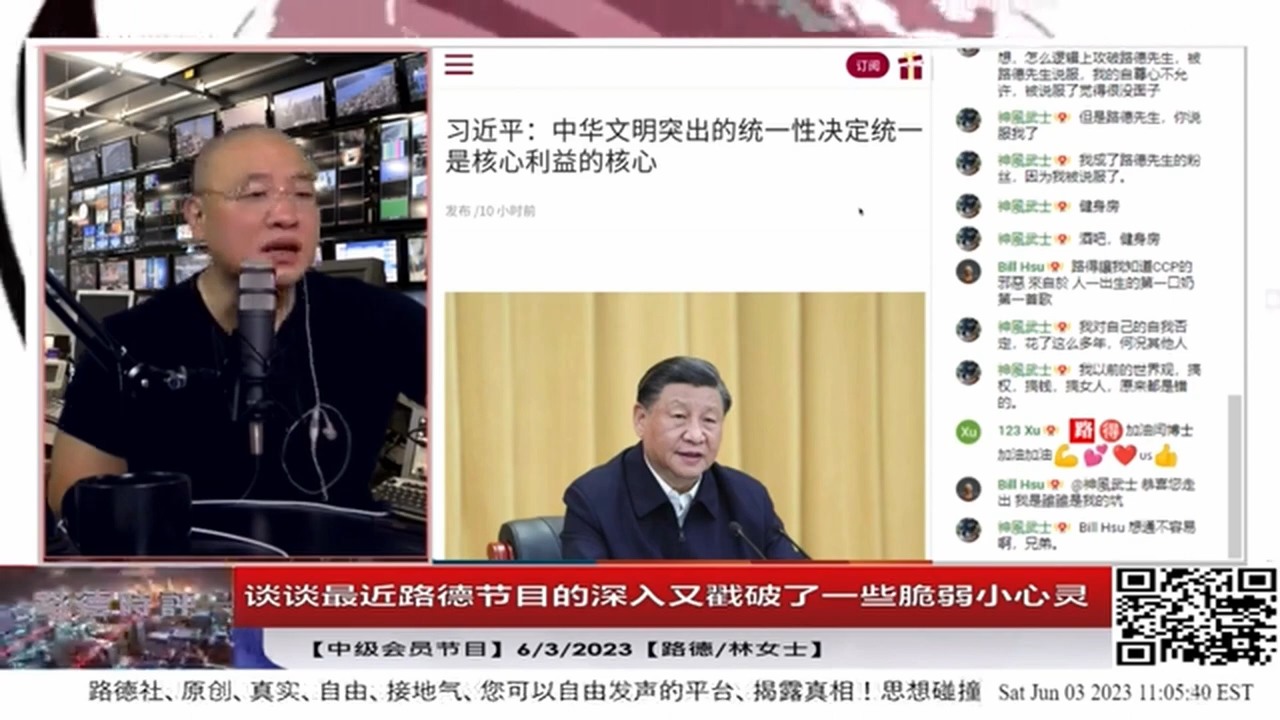 订阅
习近平：中华文明突出的统一性决定统一
是核心利益的核心
发布 /10 小时前
想，怎么逻辑上攻破路德先生，被
路德先生说服，我的自尊心不允
许，被说服了觉得很没面子
神風武士 但是路德先生，你说
服我了
神風武士 我成了路德先生的粉
丝，因为我被说服了。
神風武士 健身房
神風武士 酒吧，健身房
Bill Hsu 路得讓我知道CCP的
邪惡 來自於 人一出生的第一口奶
第一首歌
神風武士 我对自己的自我否
定，花了这么多年，何况其他人
神風武士 我以前的世界观，搞
权，搞钱，搞女人，原来都是错
的。
Xu
123 Xu 路 得 加油闫博士
加油加油 us
Bill Hsu @神風武士 恭喜您走
出 我是誰誰是我的坑
神風武士 Bill Hsu 想通不容易
啊，兄弟。
路德時評
谈谈最近路德节目的深入又戳破了一些脆弱小心灵
【中级会员节目】6/3/2023【路德/林女士】
路德社、原创、真实、自由、接地气、您可以自由发声的平台、揭露真相！思想碰撞
Sat Jun 03 2023 11:05:40 EST